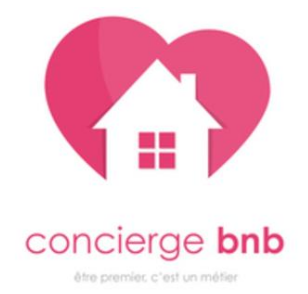 concierge bnb
être premier, c'est un métier